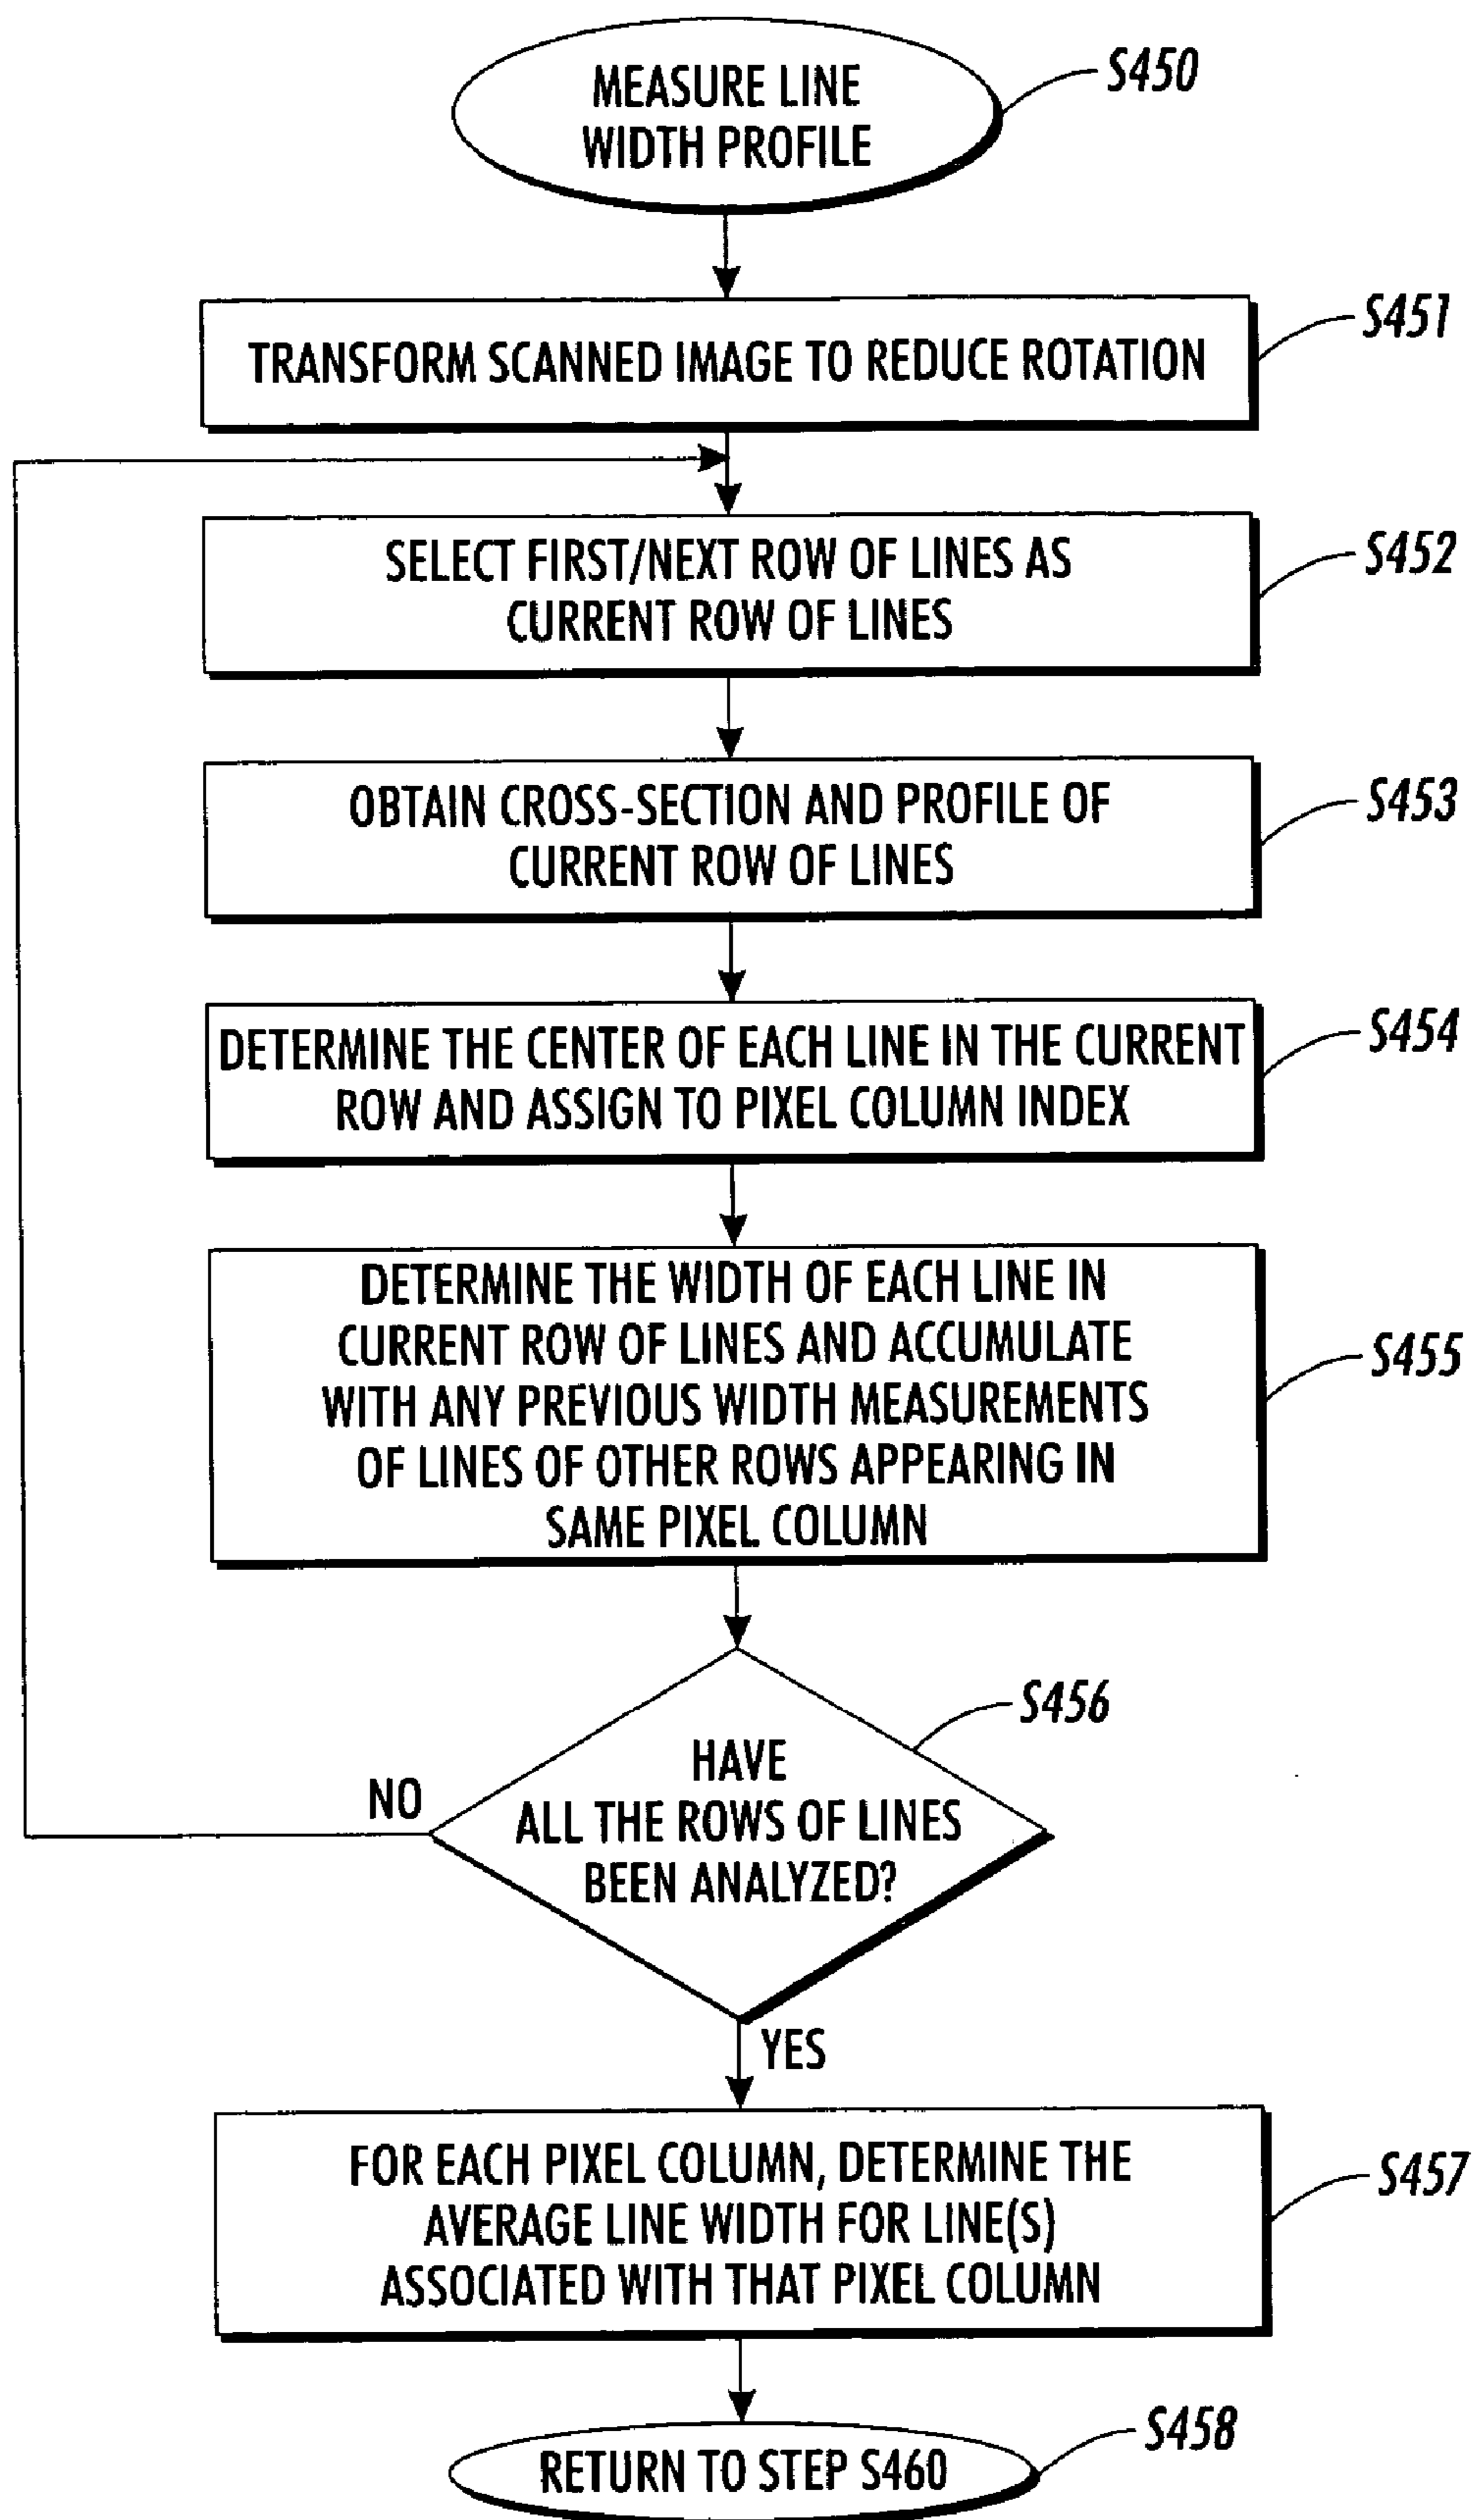 MEASURE LINE
WIDTH PROFILE
S450
TRANSFORM SCANNED IMAGE TO REDUCE ROTATION
S451
SELECT FIRST/NEXT ROW OF LINES AS
CURRENT ROW OF LINES
S452
OBTAIN CROSS-SECTION AND PROFILE OF
CURRENT ROW OF LINES
S453
DETERMINE THE CENTER OF EACH LINE IN THE CURRENT
ROW AND ASSIGN TO PIXEL COLUMN INDEX
S454
DETERMINE THE WIDTH OF EACH LINE IN
CURRENT ROW OF LINES AND ACCUMULATE
WITH ANY PREVIOUS WIDTH MEASUREMENTS
OF LINES OF OTHER ROWS APPEARING IN
SAME PIXEL COLUMN
S455
HAVE
ALL THE ROWS OF LINES
BEEN ANALYZED?
S456
NO
YES
FOR EACH PIXEL COLUMN, DETERMINE THE
AVERAGE LINE WIDTH FOR LINE(S)
ASSOCIATED WITH THAT PIXEL COLUMN
S457
RETURN TO STEP S460
S458